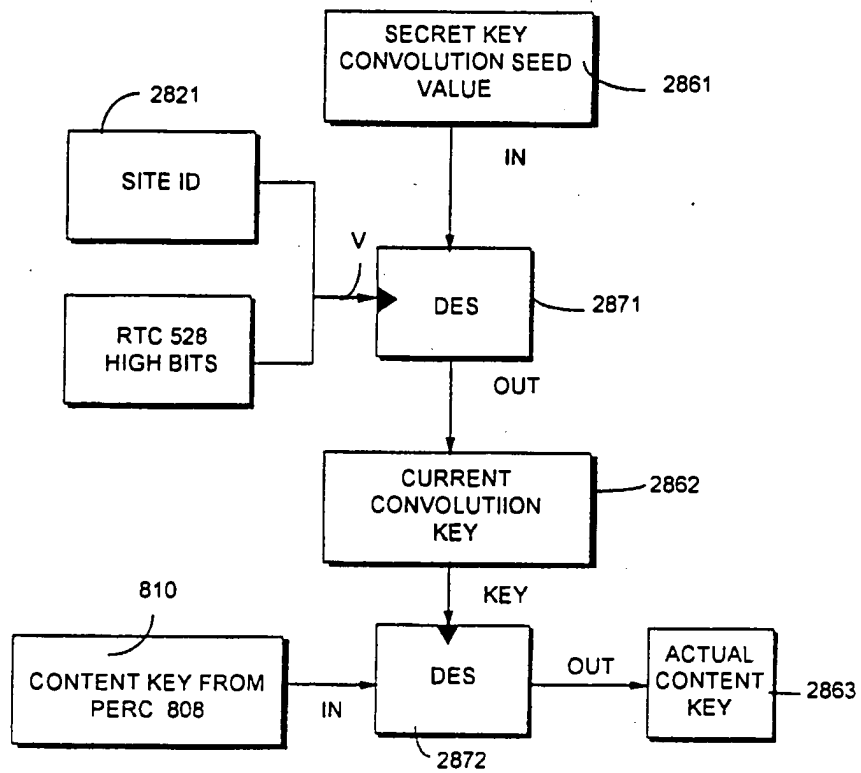 SECRET KEY
CONVOLUTION SEED
VALUE
2861
2821
SITE ID
IN
V
RTC 528
HIGH BITS
DES
2871
OUT
CURRENT
CONVOLUTIION
KEY
2862
KEY
810
CONTENT KEY FROM
PERC 808
IN
DES
2872
OUT
ACTUAL
CONTENT
KEY
2863